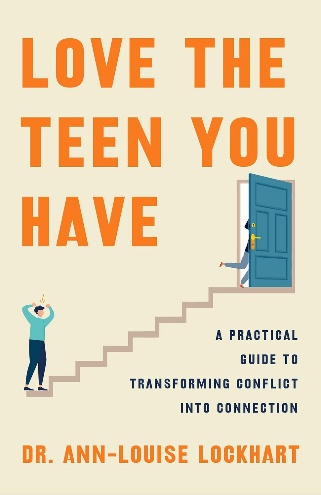 LOVE THE
TEEN YOU
HAVE
A PRACTICAL
GUIDE TO
TRANSFORMING CONFLICT
INTO CONNECTION
DR. ANN-LOUISE LOCKHART